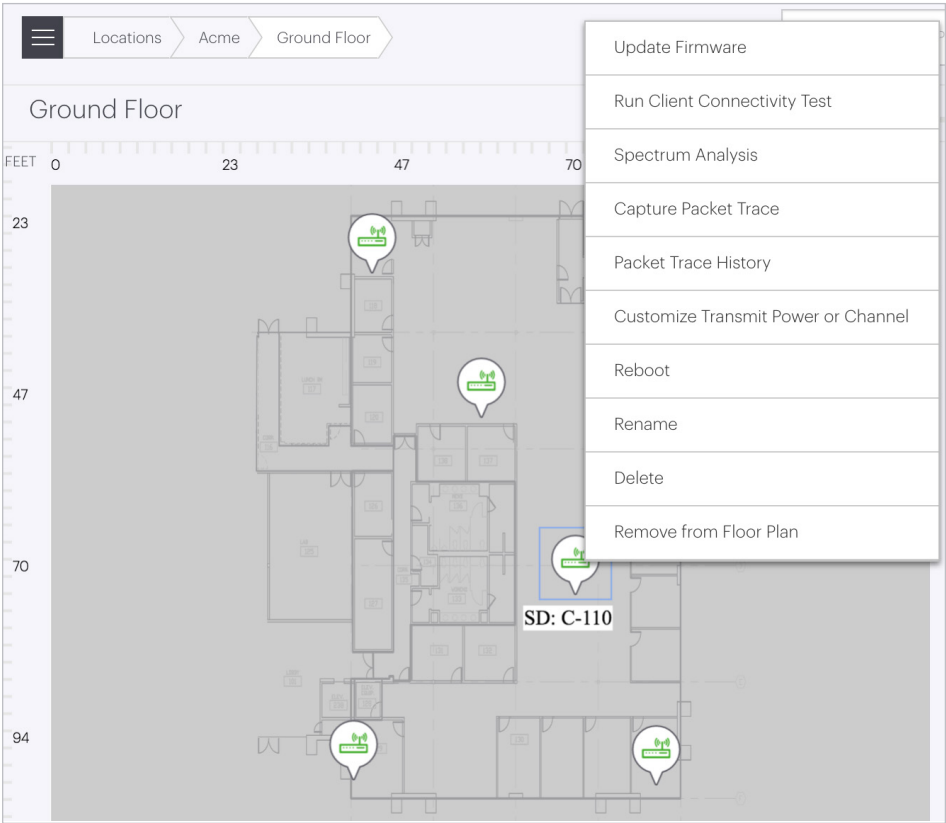 Locations
Acme
Ground Floor
Ground Floor
FEET
0
23
47
70
23
47
70
94
SD: C-110
Update Firmware
Run Client Connectivity Test
Spectrum Analysis
Capture Packet Trace
Packet Trace History
Customize Transmit Power or Channel
Reboot
Rename
Delete
Remove from Floor Plan